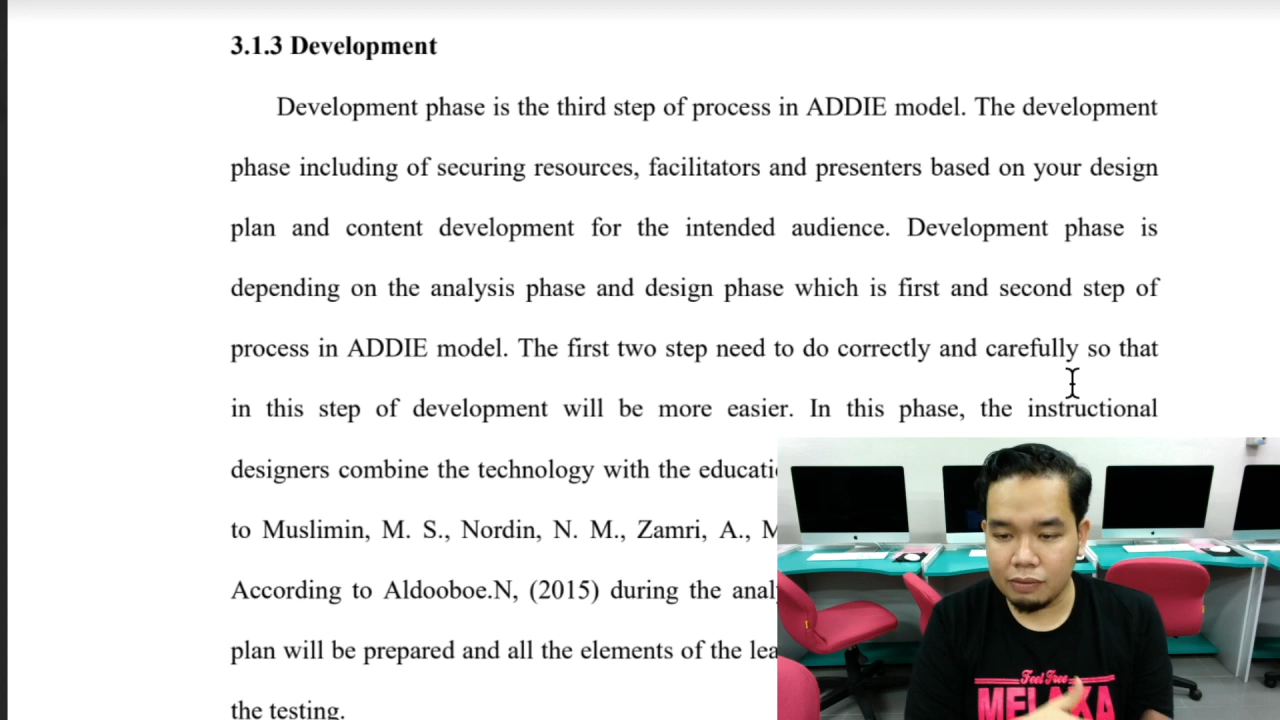 3.1.3 Development
Development phase is the third step of process in ADDIE model. The development
phase including of securing resources, facilitators and presenters based on your design
plan and content development for the intended audience. Development phase is
depending on the analysis phase and design phase which is first and second step of
process in ADDIE model. The first two step need to do correctly and carefully so that
in this step of development will be more easier. In this phase, the instructional
designers combine the technology with the educati
to Muslimin, M. S., Nordin, N. M., Zamri, A., M
According to Aldooboe.N, (2015) during the anal
plan will be prepared and all the elements of the lea
the testing.
Feel Free
MELAKA